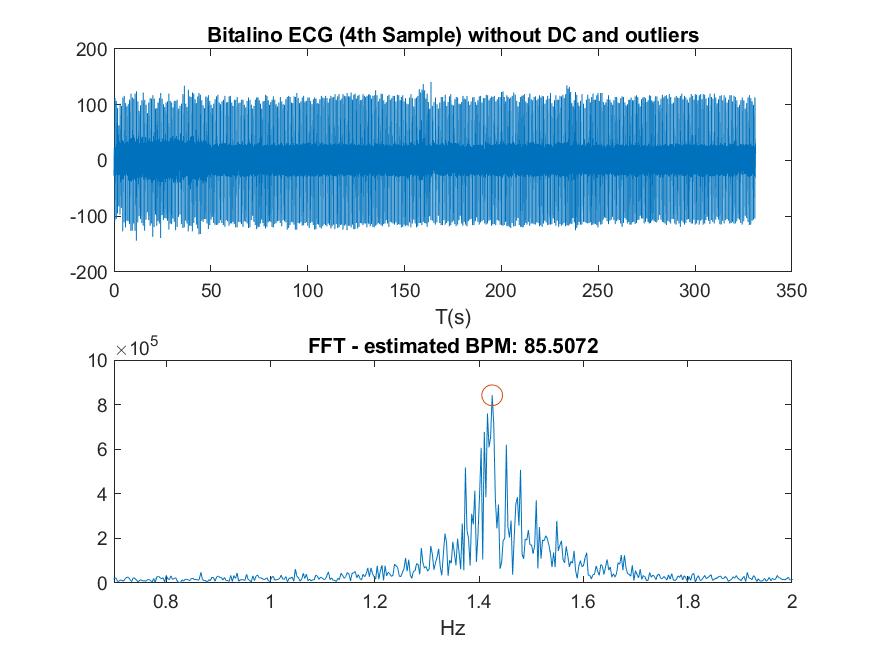 Bitalino ECG (4th Sample) without DC and outliers
200
100
0
-100
-200
0 50 100 150 200 250 300 350
T(s)
FFT - estimated BPM: 85.5072
×10⁵
10
8
6
4
2
0
0.8 1 1.2 1.4 1.6 1.8 2
Hz